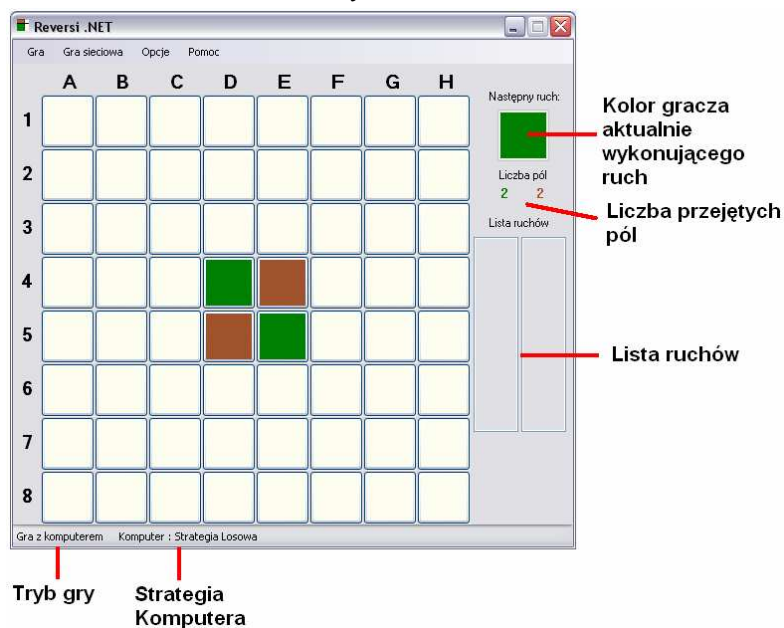 Reversi .NET
Gra Gra sieciowa Opcje Pomoc
A B C D E F G H
Następny ruch:
1
Kolor gracza
aktualnie
wykonującego
ruch
2
Liczba pól
2 2
Liczba przejętych
pól
3
Lista ruchów
4
5
Lista ruchów
6
7
8
Gra z komputerem Komputer : Strategia Losowa
Tryb gry
Strategia
Komputera